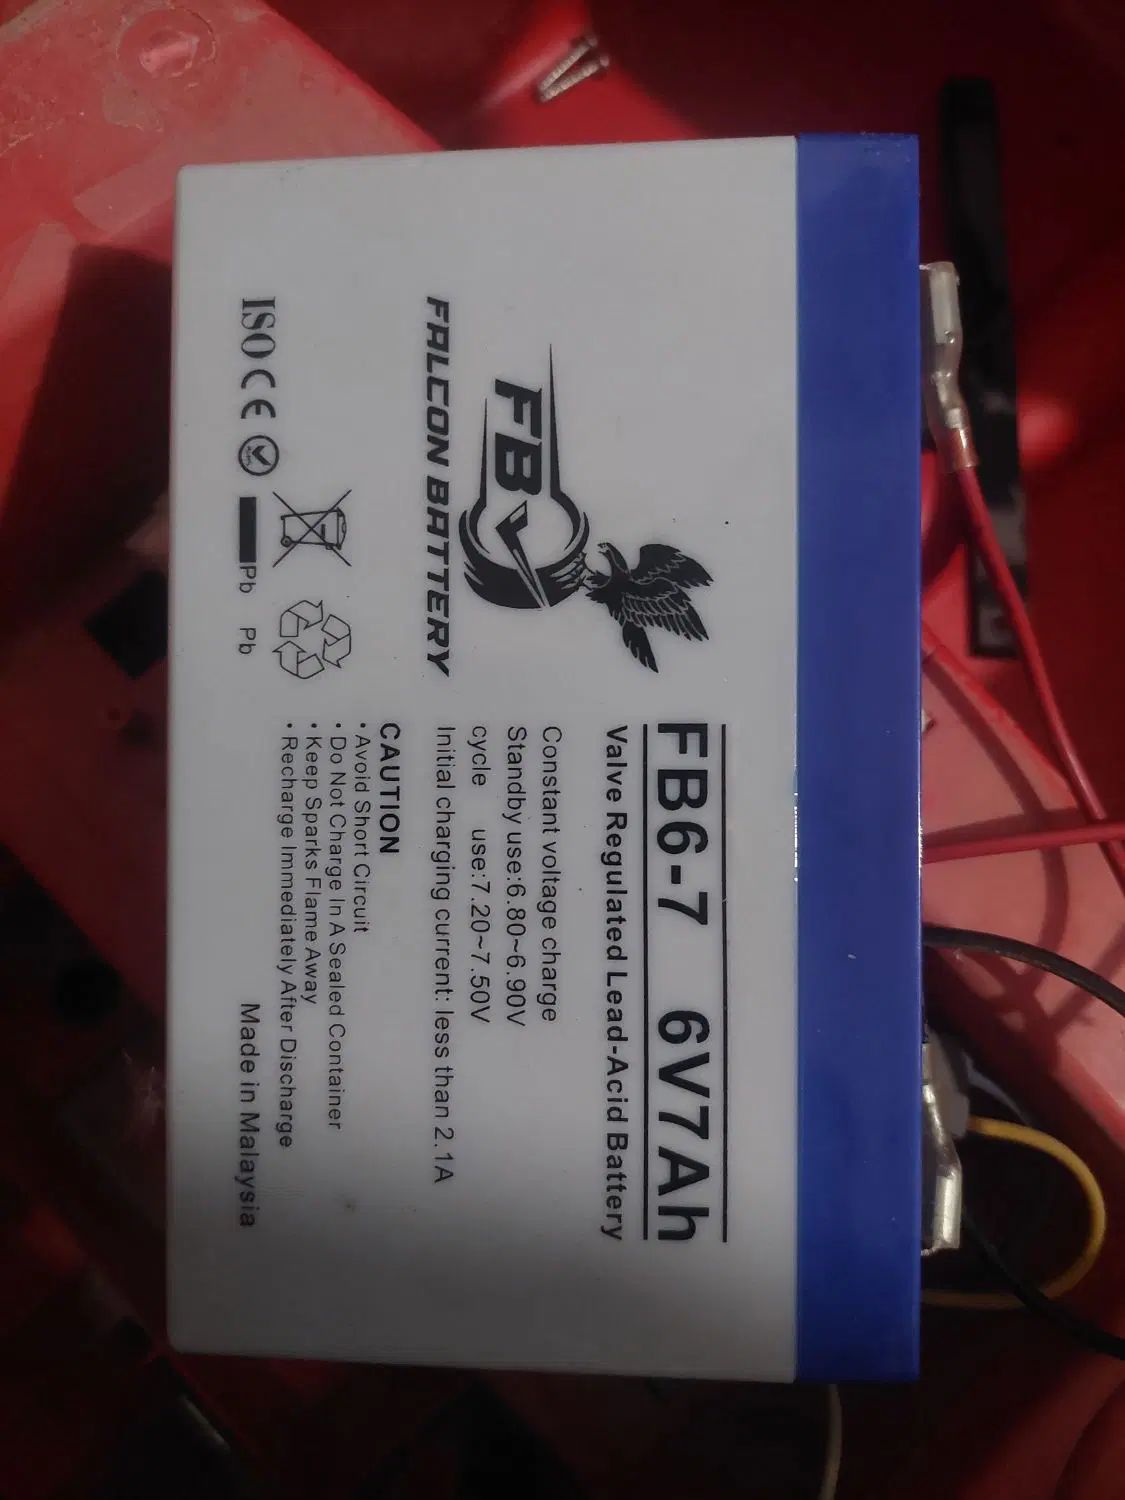 FB
FALCON BATTERY
ISO CE
Pb Pb
FB6-7 6V7Ah
Valve Regulated Lead-Acid Battery
Constant voltage charge
Standby use:6.80~6.90V
cycle use:7.20~7.50V
Initial charging current: less than 2.1A
CAUTION
· Avoid Short Circuit
· Do Not Charge In A Sealed Container
· Keep Sparks Flame Away
· Recharge Immediately After Discharge
Made in Malaysia